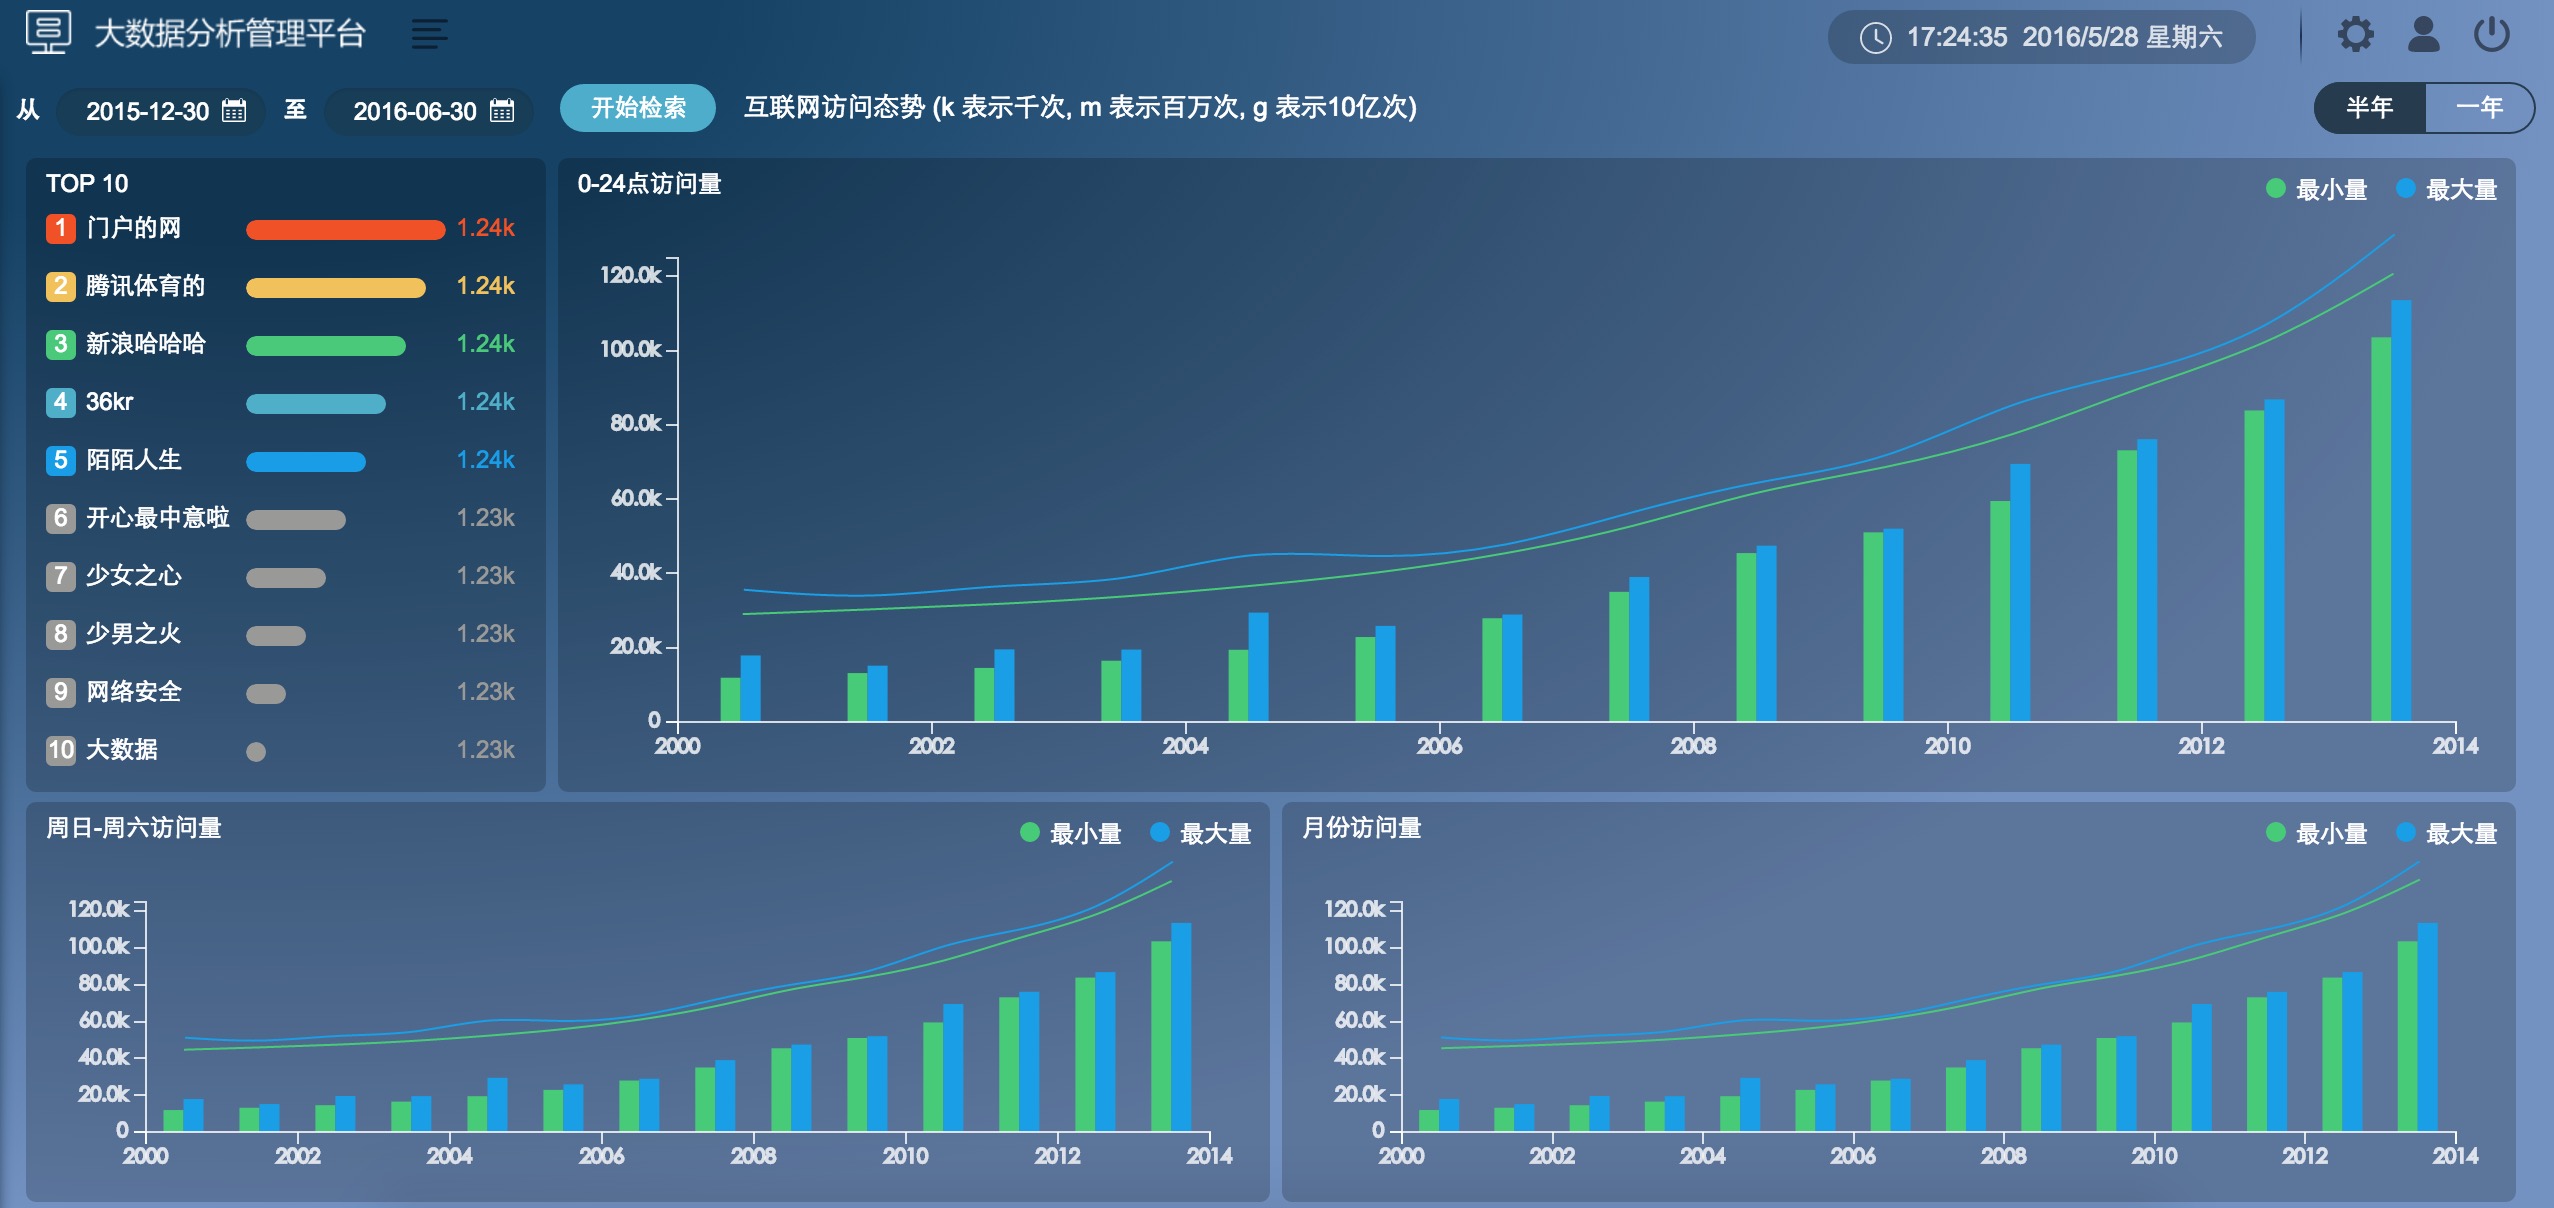 大数据分析管理平台
17:24:35 2016/5/28 星期六
从 2015-12-30 至 2016-06-30 开始检索 互联网访问态势 (k 表示千次, m 表示百万次, g 表示10亿次)
半年 一年
TOP 10
1 门户的网 1.24k
2 腾讯体育的 1.24k
3 新浪哈哈哈 1.24k
4 36kr 1.24k
5 陌陌人生 1.24k
6 开心最中意啦 1.23k
7 少女之心 1.23k
8 少男之火 1.23k
9 网络安全 1.23k
10 大数据 1.23k
0-24点访问量
最小量 最大量
120.0k
100.0k
80.0k
60.0k
40.0k
20.0k
0
2000 2002 2004 2006 2008 2010 2012 2014
周日-周六访问量
最小量 最大量
120.0k
100.0k
80.0k
60.0k
40.0k
20.0k
0
2000 2002 2004 2006 2008 2010 2012 2014
月份访问量
最小量 最大量
120.0k
100.0k
80.0k
60.0k
40.0k
20.0k
0
2000 2002 2004 2006 2008 2010 2012 2014